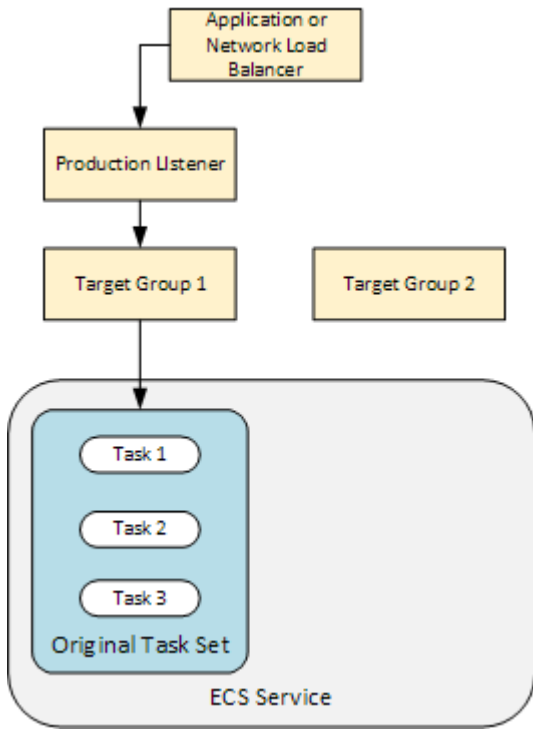 Application or
Network Load
Balancer
Production LIstener
Target Group 1
Target Group 2
Task 1
Task 2
Task 3
Original Task Set
ECS Service